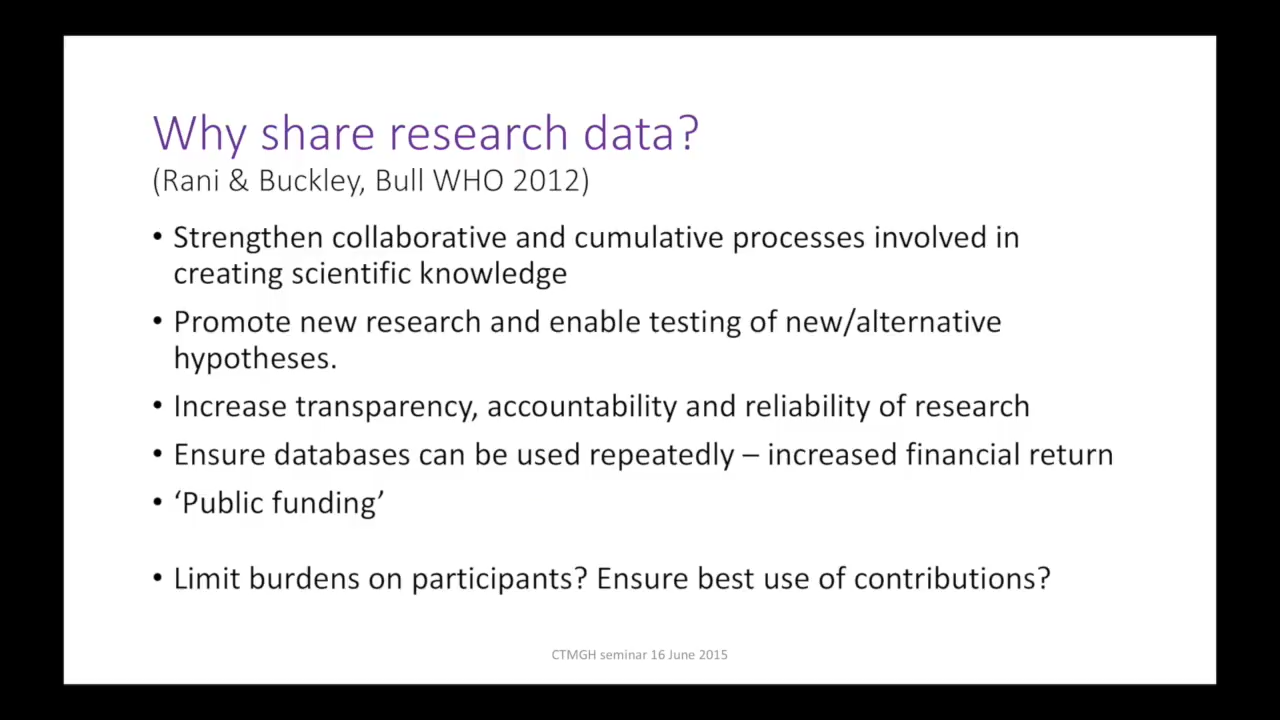 Why share research data?
(Rani & Buckley, Bull WHO 2012)
• Strengthen collaborative and cumulative processes involved in
creating scientific knowledge
• Promote new research and enable testing of new/alternative
hypotheses.
• Increase transparency, accountability and reliability of research
• Ensure databases can be used repeatedly – increased financial return
• ‘Public funding’
• Limit burdens on participants? Ensure best use of contributions?
CTMGH seminar 16 June 2015